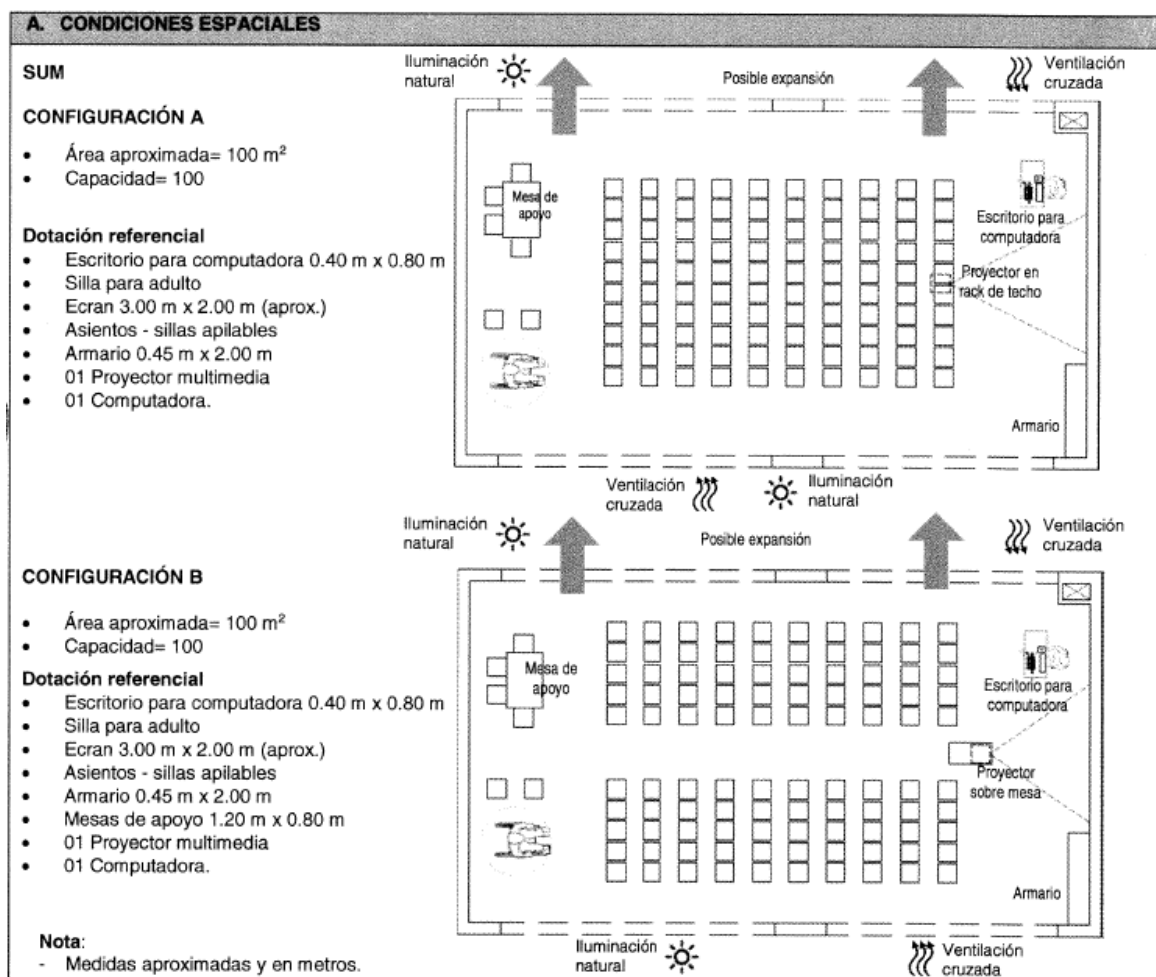 A. CONDICIONES ESPACIALES
SUM
CONFIGURACIÓN A
• Área aproximada= 100 m²
• Capacidad= 100
Dotación referencial
• Escritorio para computadora 0.40 m x 0.80 m
• Silla para adulto
• Ecran 3.00 m x 2.00 m (aprox.)
• Asientos - sillas apilables
• Armario 0.45 m x 2.00 m
• 01 Proyector multimedia
• 01 Computadora.
Iluminación
natural
Posible expansión
Ventilación
cruzada
Mesa de
apoyo
Escritorio para
computadora
Proyector en
rack de techo
Armario
Ventilación
cruzada
Iluminación
natural
CONFIGURACIÓN B
• Área aproximada= 100 m²
• Capacidad= 100
Dotación referencial
• Escritorio para computadora 0.40 m x 0.80 m
• Silla para adulto
• Ecran 3.00 m x 2.00 m (aprox.)
• Asientos - sillas apilables
• Armario 0.45 m x 2.00 m
• Mesas de apoyo 1.20 m x 0.80 m
• 01 Proyector multimedia
• 01 Computadora.
Iluminación
natural
Posible expansión
Ventilación
cruzada
Mesa de
apoyo
Escritorio para
computadora
Proyector
sobre mesa
Armario
Iluminación
natural
Ventilación
cruzada
Nota:
- Medidas aproximadas y en metros.